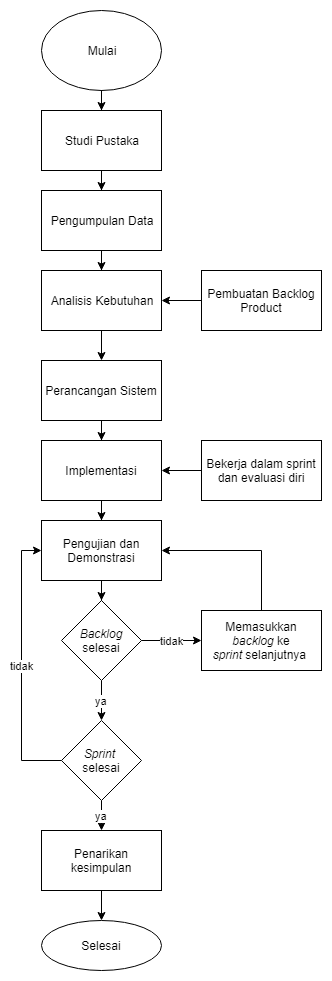 Mulai
Studi Pustaka
Pengumpulan Data
Analisis Kebutuhan
Pembuatan Backlog
Product
Perancangan Sistem
Implementasi
Bekerja dalam sprint
dan evaluasi diri
Pengujian dan
Demonstrasi
Backlog
selesai
tidak
Memasukkan
backlog ke
sprint selanjutnya
tidak
ya
Sprint
selesai
ya
Penarikan
kesimpulan
Selesai